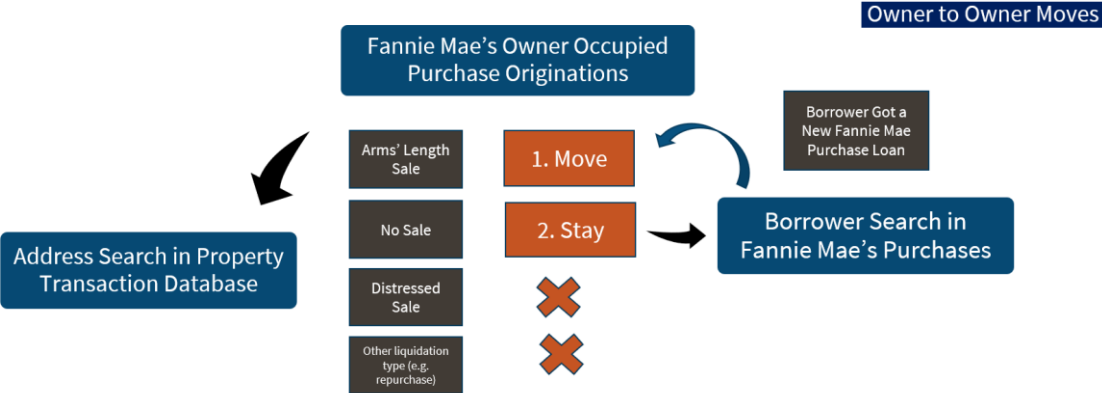 Owner to Owner Moves
Fannie Mae's Owner Occupied
Purchase Originations
Borrower Got a
New Fannie Mae
Purchase Loan
Arms' Length
Sale
1. Move
No Sale
2. Stay
Borrower Search in
Fannie Mae's Purchases
Address Search in Property
Transaction Database
Distressed
Sale
Other liquidation
type (e.g.
repurchase)